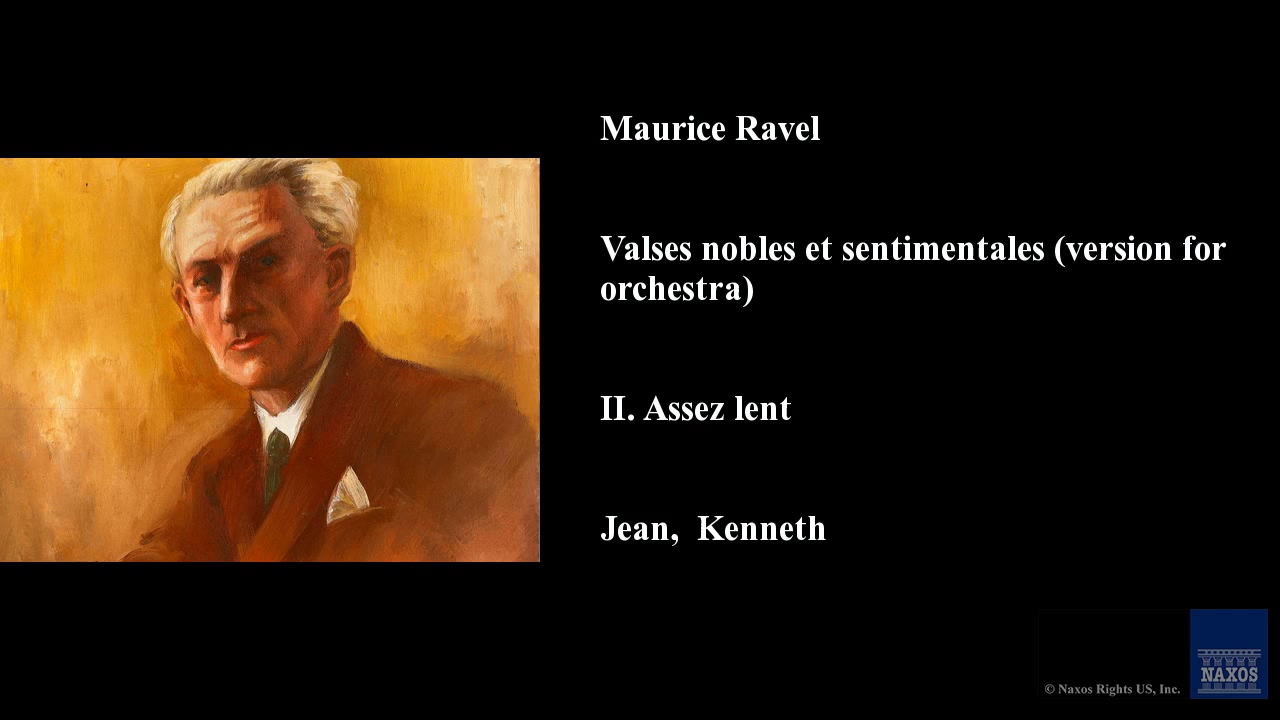 Maurice Ravel
Valses nobles et sentimentales (version for
orchestra)
II. Assez lent
Jean,  Kenneth
NAXOS
© Naxos Rights US, Inc.